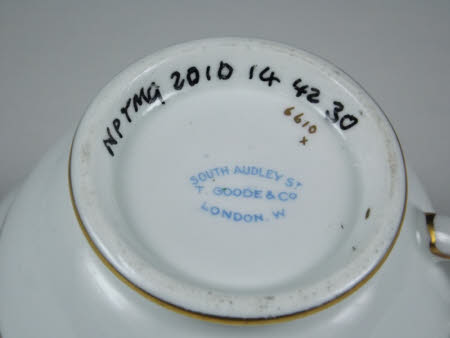 NPTMG 2010 14 42 30
6610
x
SOUTH AUDLEY ST
T. GOODE & CO
LONDON. W